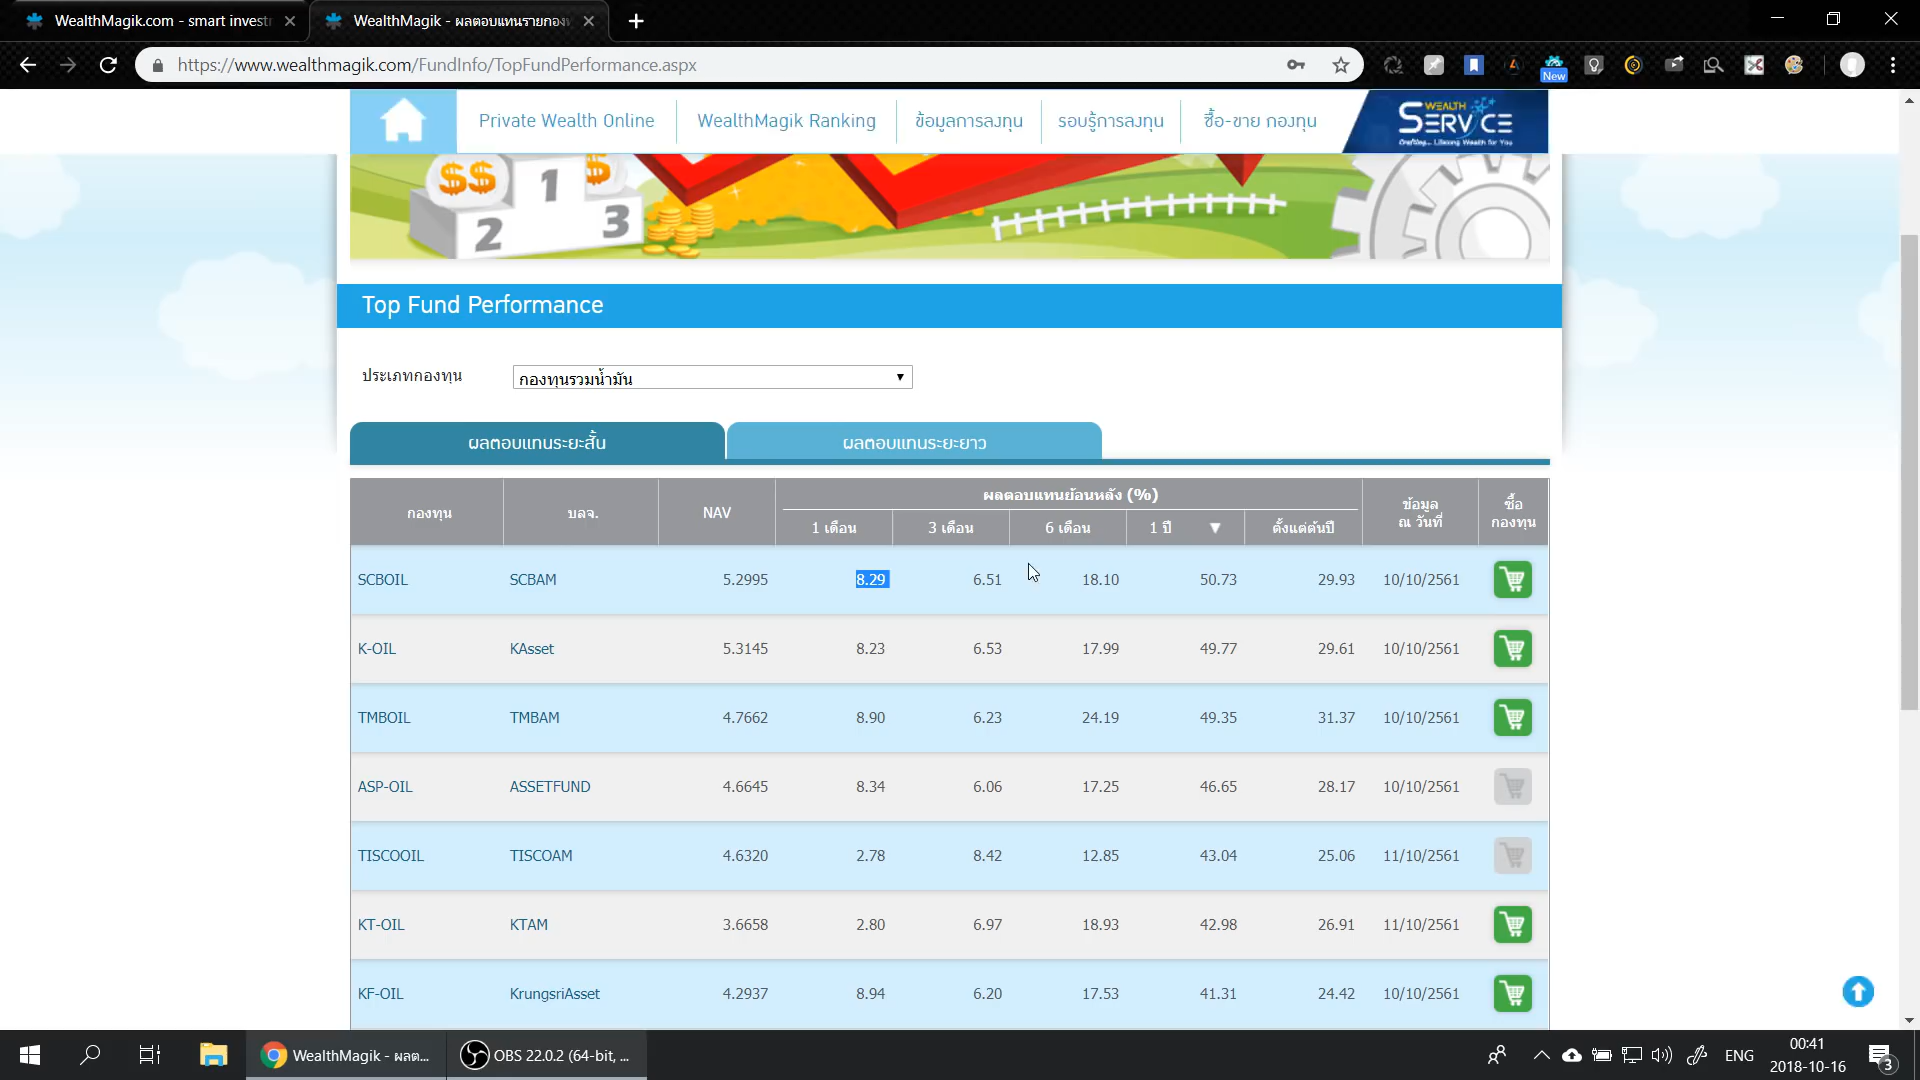 WealthMagik.com - smart invest
WealthMagik - ผลตอบแทนรายกอง
https://www.wealthmagik.com/FundInfo/TopFundPerformance.aspx
New
Private Wealth Online
WealthMagik Ranking
ข้อมูลการลงทุน
รอบรู้การลงทุน
ซื้อ-ขาย กองทุน
WEALTH
SERVICE
Crafting... Lifelong Wealth for You
$$ 1 $
2 3
Top Fund Performance
ประเภทกองทุน
กองทุนรวมน้ำมัน
ผลตอบแทนระยะสั้น
ผลตอบแทนระยะยาว
กองทุน บลจ. NAV ผลตอบแทนย้อนหลัง (%) ข้อมูล ณ วันที่ ซื้อ กองทุน
1 เดือน 3 เดือน 6 เดือน 1 ปี ▼ ตั้งแต่ต้นปี
SCBOIL SCBAM 5.2995 8.29 6.51 18.10 50.73 29.93 10/10/2561
K-OIL KAsset 5.3145 8.23 6.53 17.99 49.77 29.61 10/10/2561
TMBOIL TMBAM 4.7662 8.90 6.23 24.19 49.35 31.37 10/10/2561
ASP-OIL ASSETFUND 4.6645 8.34 6.06 17.25 46.65 28.17 10/10/2561
TISCOOIL TISCOAM 4.6320 2.78 8.42 12.85 43.04 25.06 11/10/2561
KT-OIL KTAM 3.6658 2.80 6.97 18.93 42.98 26.91 11/10/2561
KF-OIL KrungsriAsset 4.2937 8.94 6.20 17.53 41.31 24.42 10/10/2561
WealthMagik - ผลต...
OBS 22.0.2 (64-bit, ...
ENG
00:41
2018-10-16
3